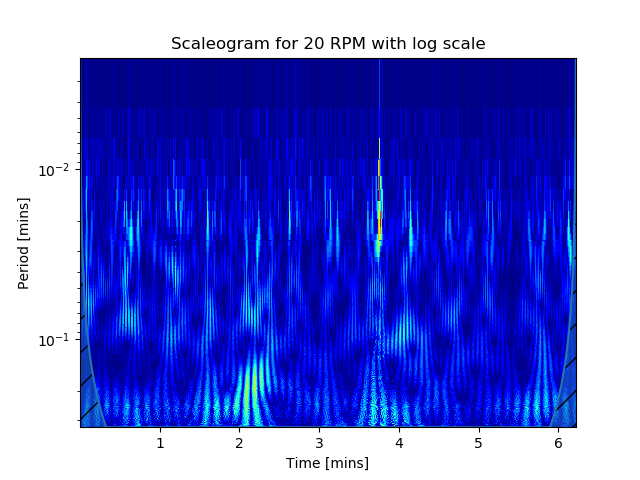 Scaleogram for 20 RPM with log scale
Period [mins]
10⁻²
10⁻¹
1 2 3 4 5 6
Time [mins]